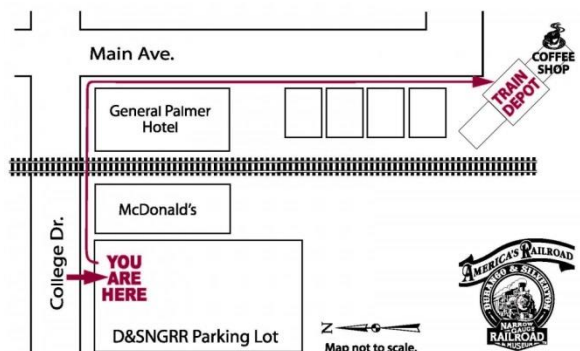 Main Ave.
COFFEE
SHOP
TRAIN
DEPOT
General Palmer
Hotel
McDonald's
College Dr.
YOU
ARE
HERE
D&SNGRR Parking Lot
N
Map not to scale.
AMERICA'S RAILROAD
DURANGO & SILVERTON
NARROW
GAUGE
RAILROAD
& MUSEUM